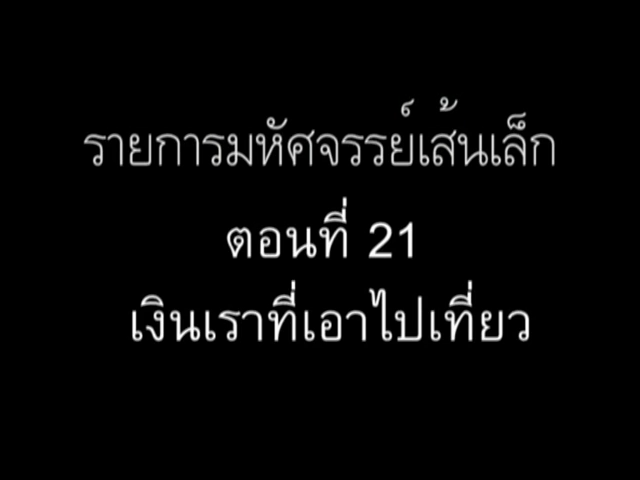 รายการมหัศจรรย์เส้นเล็ก
ตอนที่ 21
เงินเราที่เอาไปเที่ยว